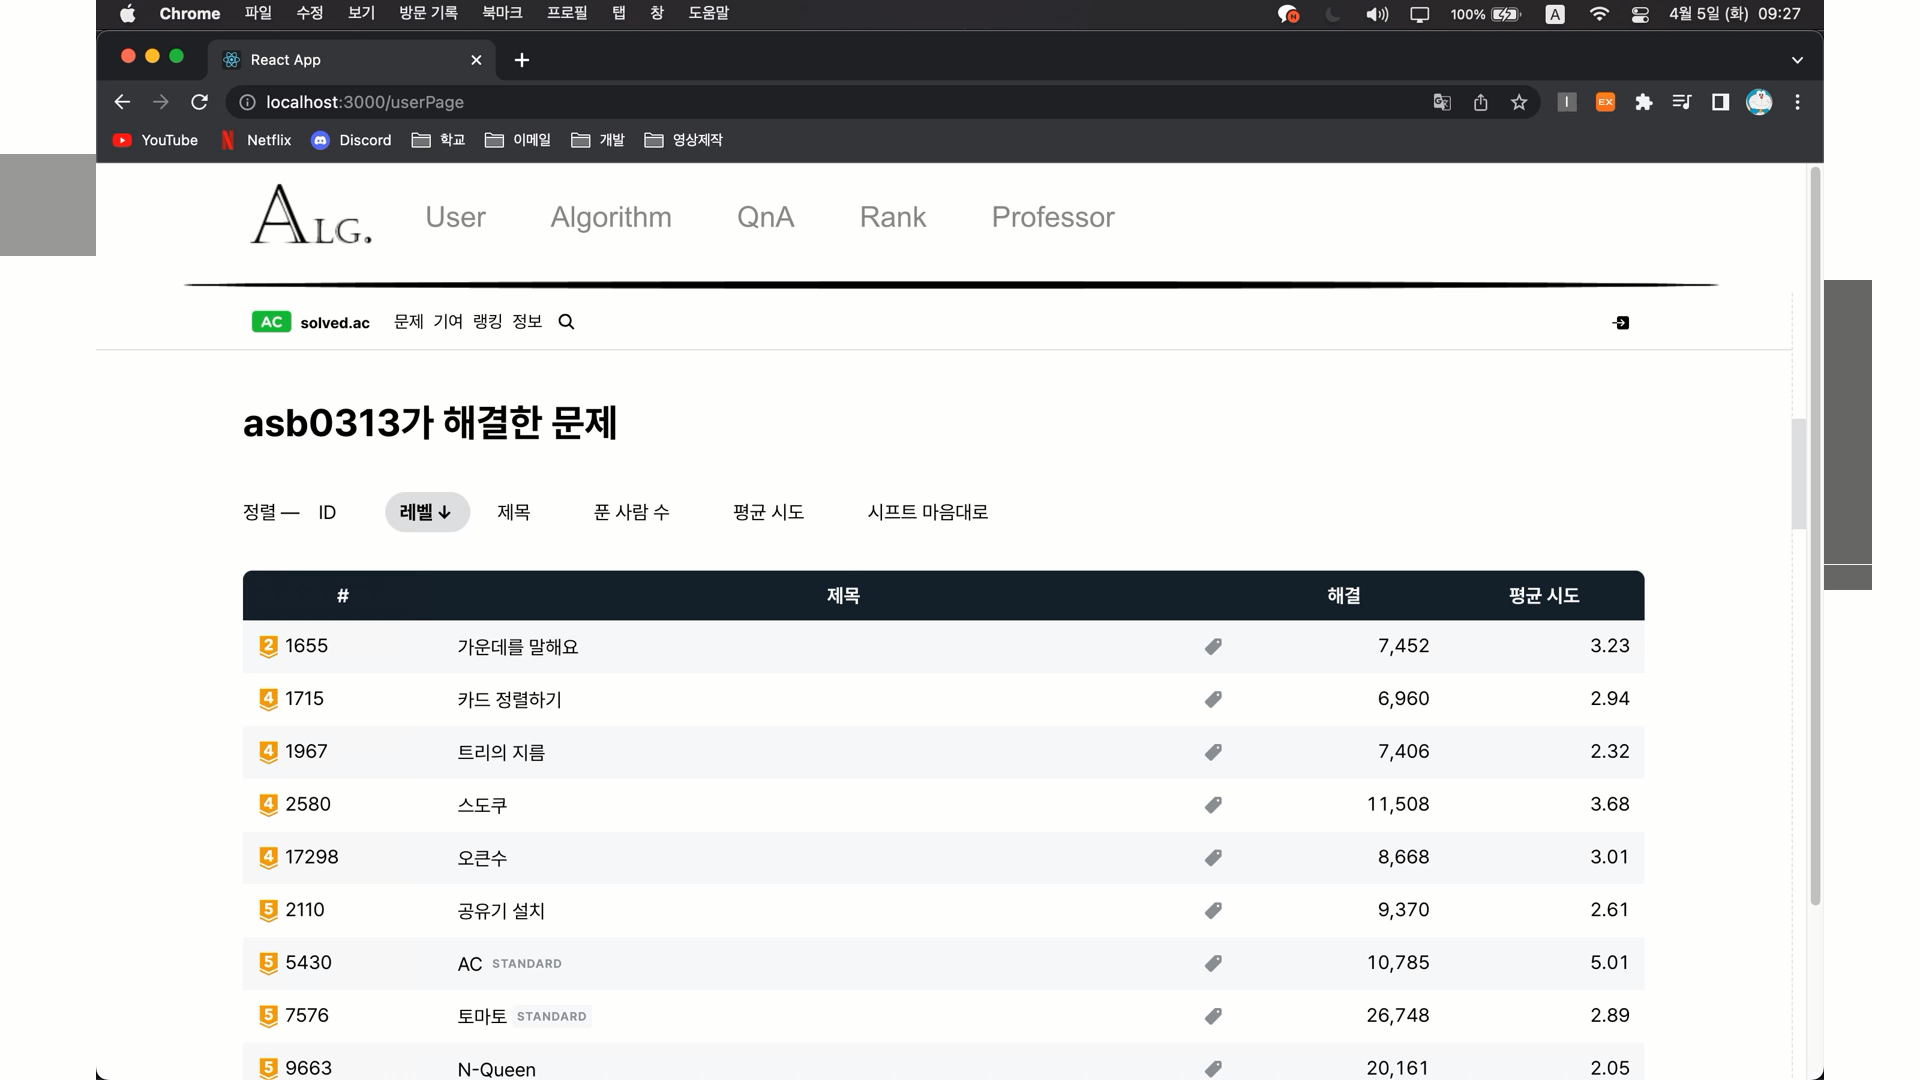 Chrome 파일 수정 보기 방문 기록 북마크 프로필 탭 창 도움말 100% A 4월 5일 (화) 09:27
React App
localhost:3000/userPage EX
YouTube Netflix Discord 학교 이메일 개발 영상제작
ALG. User Algorithm QnA Rank Professor
AC solved.ac 문제 기여 랭킹 정보
asb0313가 해결한 문제
정렬 — ID 레벨 ↓ 제목 푼 사람 수 평균 시도 시프트 마음대로
# 제목 해결 평균 시도
2 1655 가운데를 말해요 7,452 3.23
4 1715 카드 정렬하기 6,960 2.94
4 1967 트리의 지름 7,406 2.32
4 2580 스도쿠 11,508 3.68
4 17298 오큰수 8,668 3.01
5 2110 공유기 설치 9,370 2.61
5 5430 AC STANDARD 10,785 5.01
5 7576 토마토 STANDARD 26,748 2.89
5 9663 N-Queen 20,161 2.05